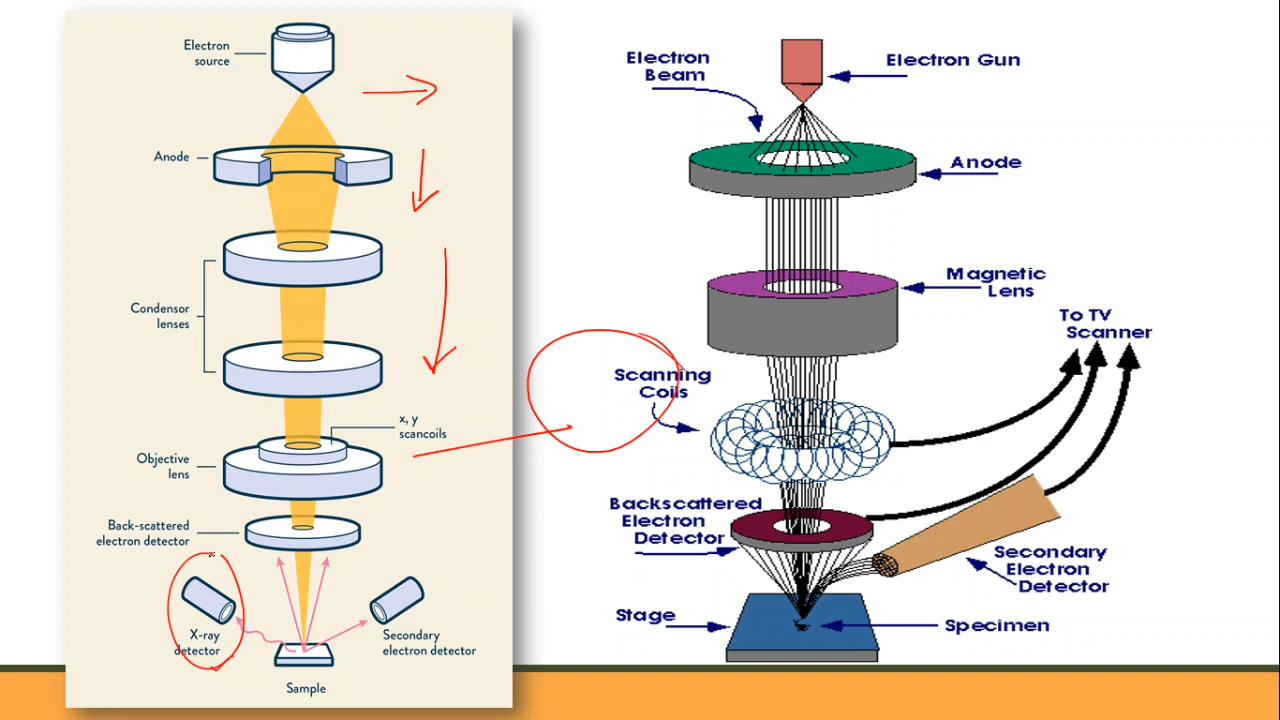 Electron
source
Anode
Condensor
lenses
x, y
scancoils
Objective
lens
Back-scattered
electron detector
X-ray
detector
Secondary
electron detector
Sample
Electron
Beam
Electron Gun
Anode
Magnetic
Lens
To TV
Scanner
Scanning
Coils
Backscattered
Electron
Detector
Secondary
Electron
Detector
Stage
Specimen